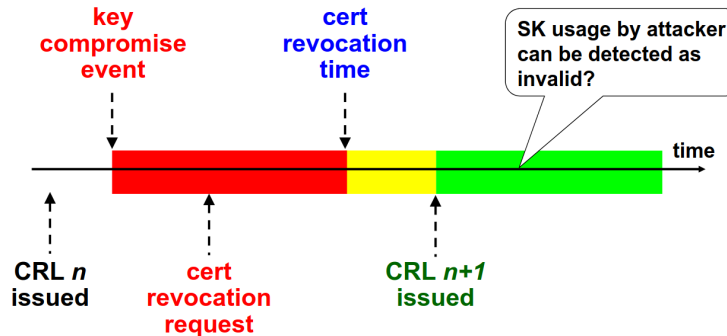 key
compromise
event
cert
revocation
time
SK usage by attacker
can be detected as
invalid?
time
CRL n
issued
cert
revocation
request
CRL n+1
issued